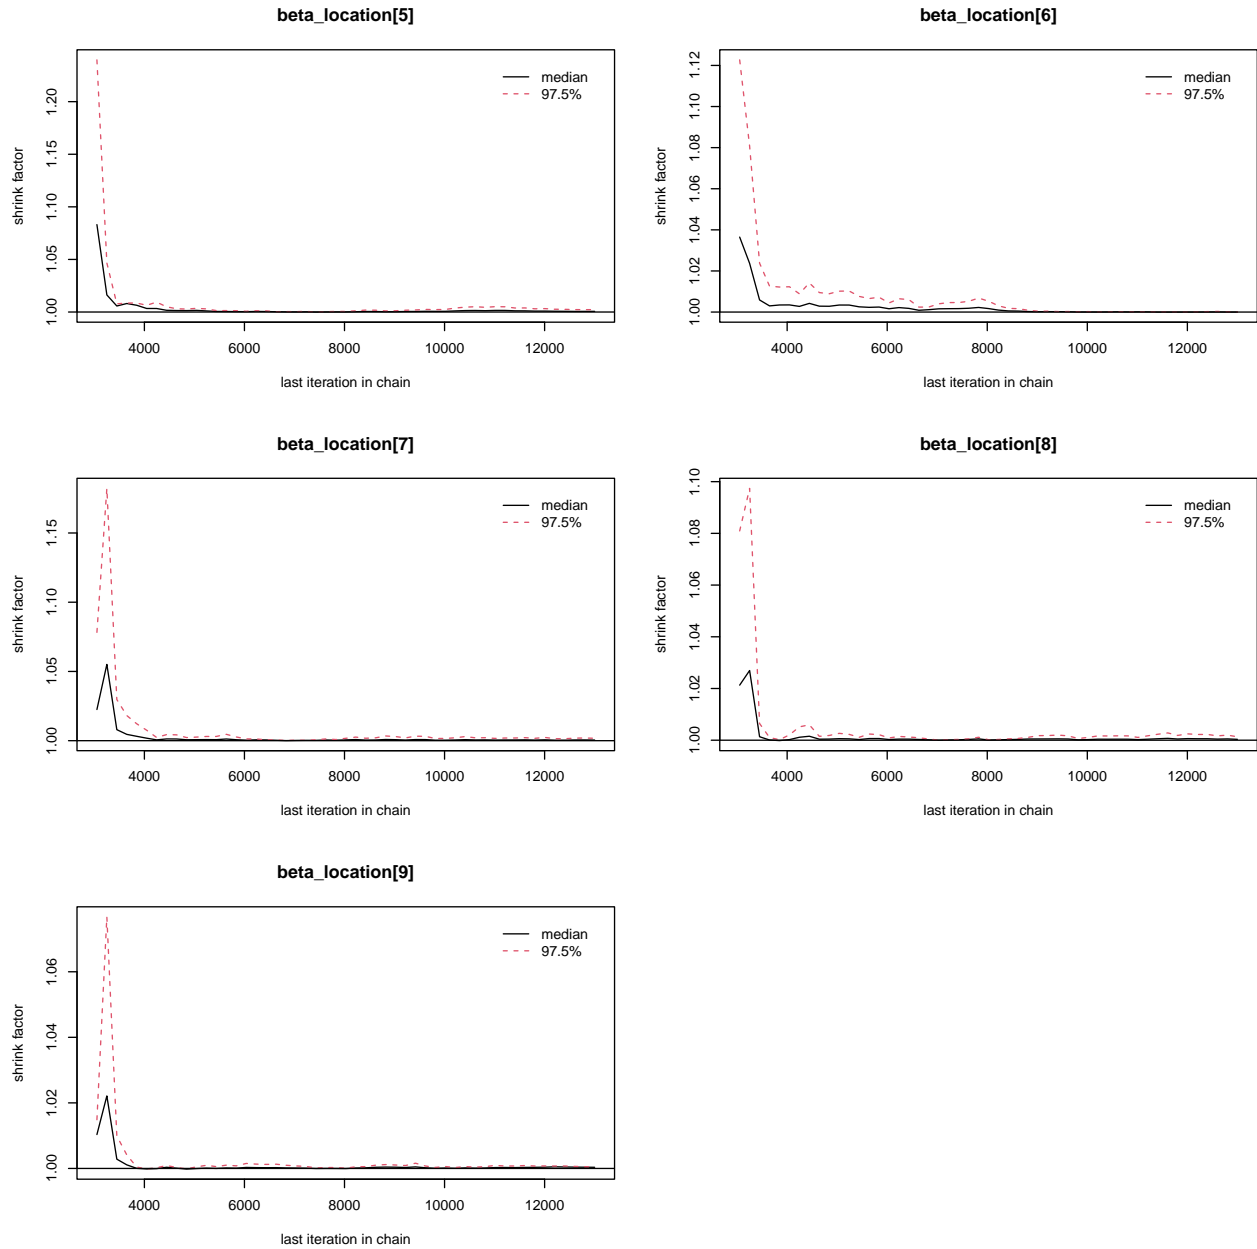 beta_location[5]
median
97.5%
shrink factor
1.00
1.05
1.10
1.15
1.20
4000 6000 8000 10000 12000
last iteration in chain
beta_location[6]
median
97.5%
shrink factor
1.00
1.02
1.04
1.06
1.08
1.10
1.12
4000 6000 8000 10000 12000
last iteration in chain
beta_location[7]
median
97.5%
shrink factor
1.00
1.05
1.10
1.15
4000 6000 8000 10000 12000
last iteration in chain
beta_location[8]
median
97.5%
shrink factor
1.00
1.02
1.04
1.06
1.08
1.10
4000 6000 8000 10000 12000
last iteration in chain
beta_location[9]
median
97.5%
shrink factor
1.00
1.02
1.04
1.06
4000 6000 8000 10000 12000
last iteration in chain